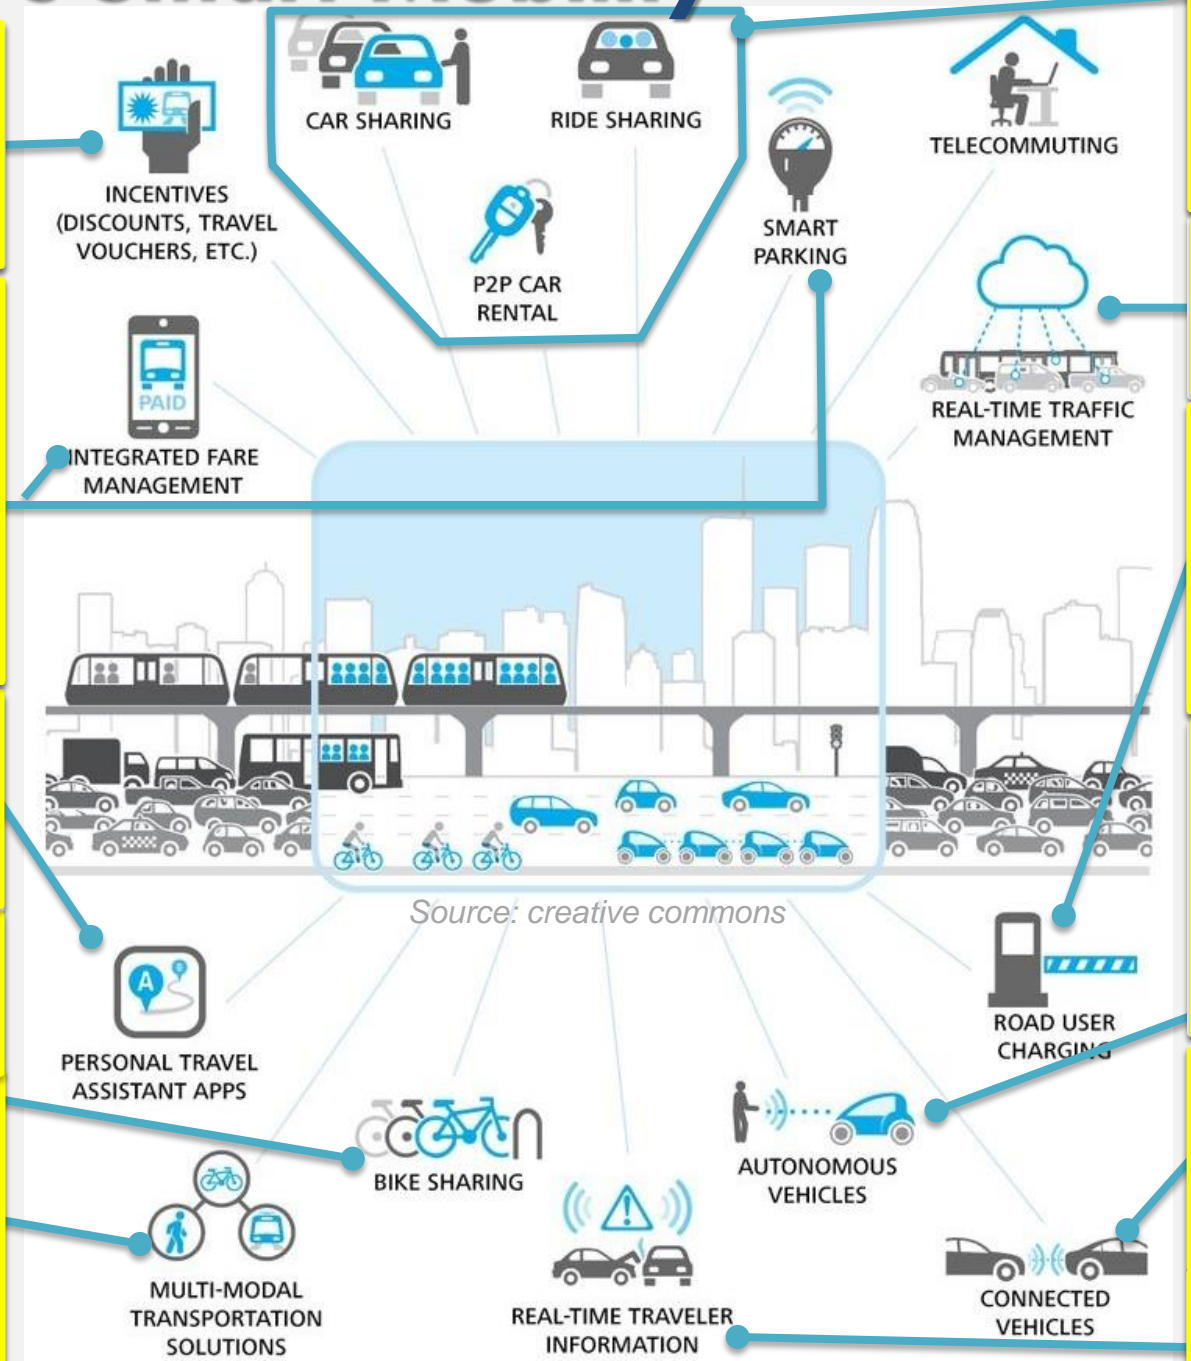 Smart Mobility
CAR SHARING
RIDE SHARING
TELECOMMUTING
INCENTIVES
(DISCOUNTS, TRAVEL
VOUCHERS, ETC.)
P2P CAR
RENTAL
SMART
PARKING
PAID
INTEGRATED FARE
MANAGEMENT
REAL-TIME TRAFFIC
MANAGEMENT
Source: creative commons
A
PERSONAL TRAVEL
ASSISTANT APPS
ROAD USER
CHARGING
BIKE SHARING
AUTONOMOUS
VEHICLES
MULTI-MODAL
TRANSPORTATION
SOLUTIONS
REAL-TIME TRAVELER
INFORMATION
CONNECTED
VEHICLES